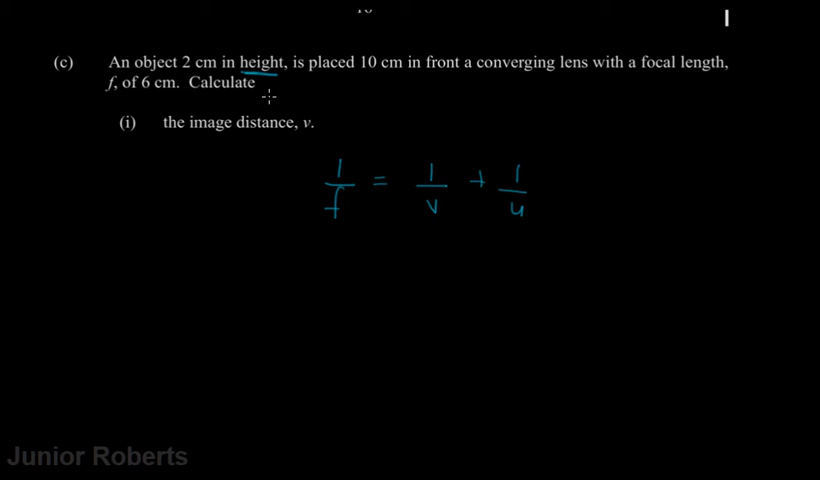 (c) An object 2 cm in height, is placed 10 cm in front a converging lens with a focal length,
f, of 6 cm. Calculate
(i) the image distance, v.
1/f = 1/v + 1/u
Junior Roberts